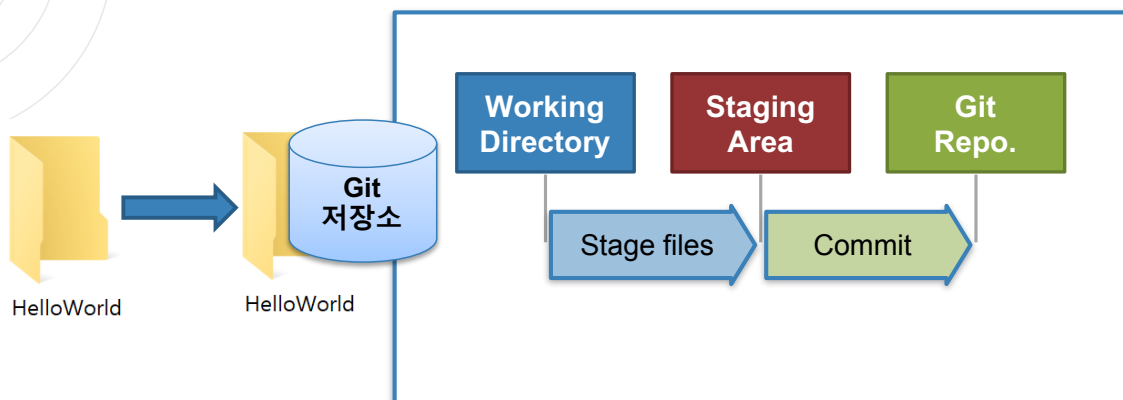 Working
Directory
Staging
Area
Git
Repo.
Git
저장소
Stage files
Commit
HelloWorld
HelloWorld